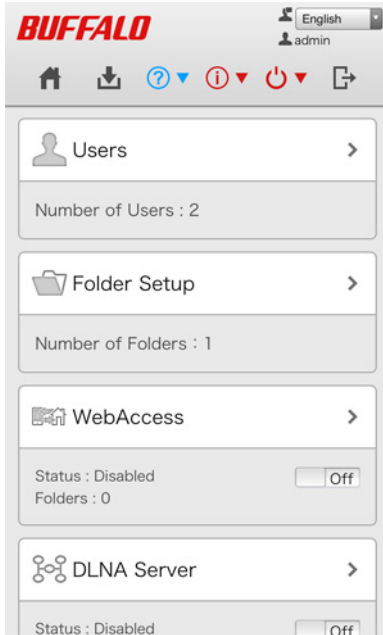 BUFFALO
English
admin
Users
Number of Users : 2
Folder Setup
Number of Folders : 1
WebAccess
Status : Disabled
Off
Folders : 0
DLNA Server
Status : Disabled
Off